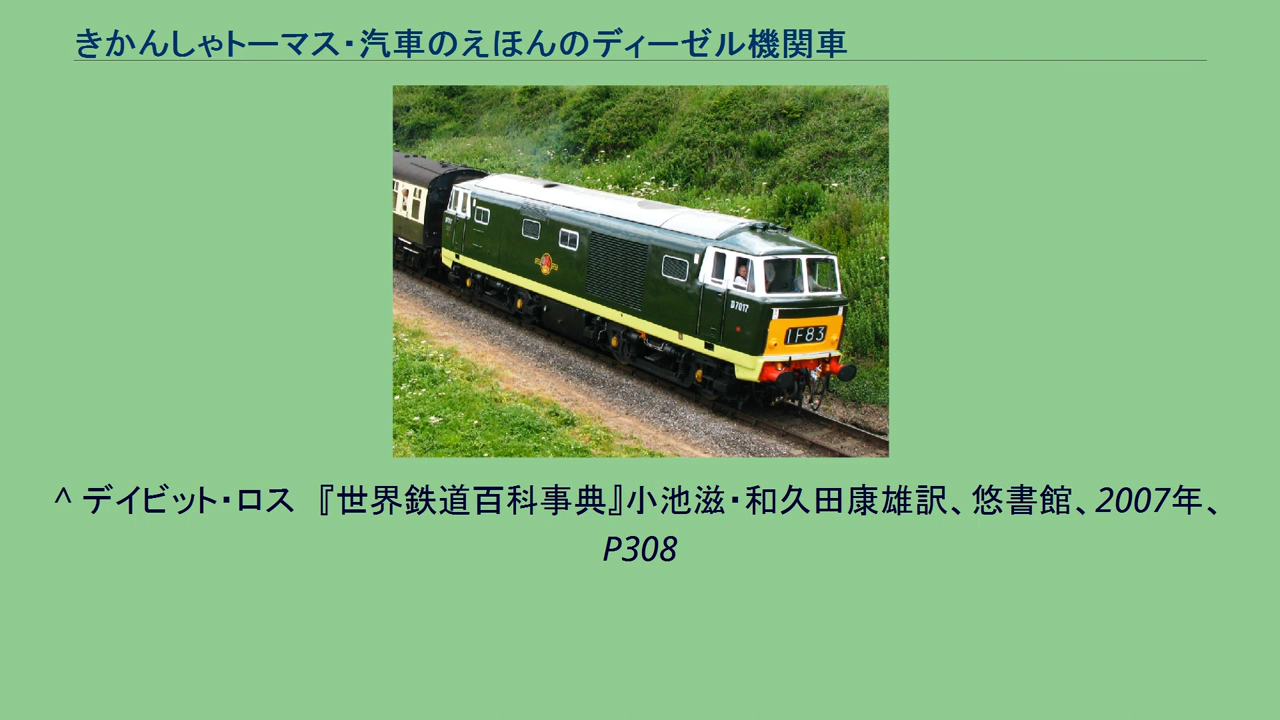 きかんしゃトーマス・汽車のえほんのディーゼル機関車
D7017
1F83
^ デイビット・ロス 『世界鉄道百科事典』小池滋・和久田康雄訳、悠書館、2007年、
P308